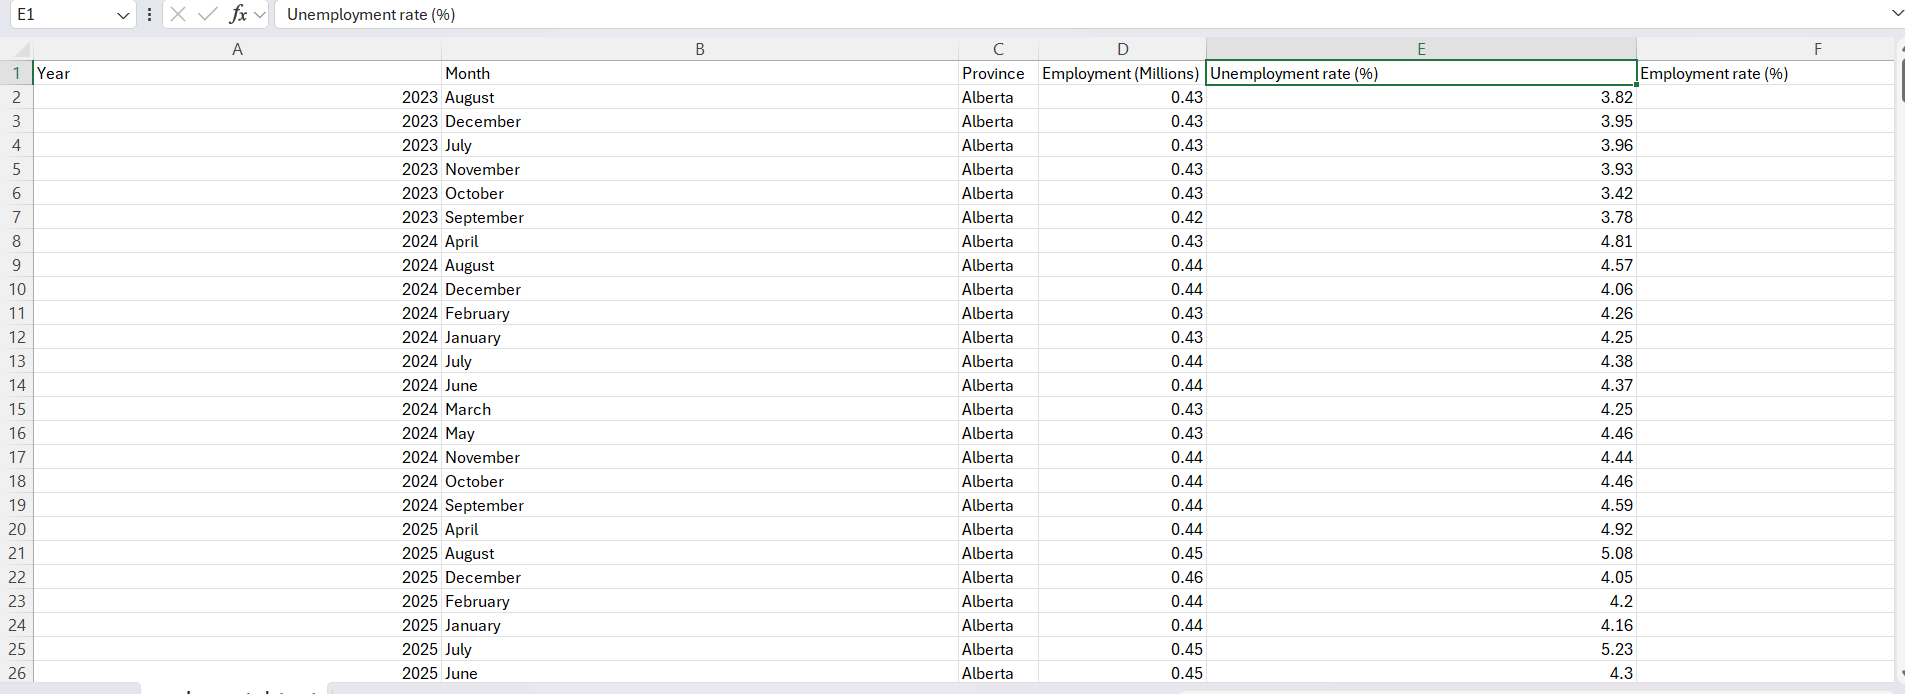 E1 fx Unemployment rate (%)
A B C D E F
1 Year Month Province Employment (Millions) Unemployment rate (%) Employment rate (%)
2 2023 August Alberta 0.43 3.82
3 2023 December Alberta 0.43 3.95
4 2023 July Alberta 0.43 3.96
5 2023 November Alberta 0.43 3.93
6 2023 October Alberta 0.43 3.42
7 2023 September Alberta 0.42 3.78
8 2024 April Alberta 0.43 4.81
9 2024 August Alberta 0.44 4.57
10 2024 December Alberta 0.44 4.06
11 2024 February Alberta 0.43 4.26
12 2024 January Alberta 0.43 4.25
13 2024 July Alberta 0.44 4.38
14 2024 June Alberta 0.44 4.37
15 2024 March Alberta 0.43 4.25
16 2024 May Alberta 0.43 4.46
17 2024 November Alberta 0.44 4.44
18 2024 October Alberta 0.44 4.46
19 2024 September Alberta 0.44 4.59
20 2025 April Alberta 0.44 4.92
21 2025 August Alberta 0.45 5.08
22 2025 December Alberta 0.46 4.05
23 2025 February Alberta 0.44 4.2
24 2025 January Alberta 0.44 4.16
25 2025 July Alberta 0.45 5.23
26 2025 June Alberta 0.45 4.3